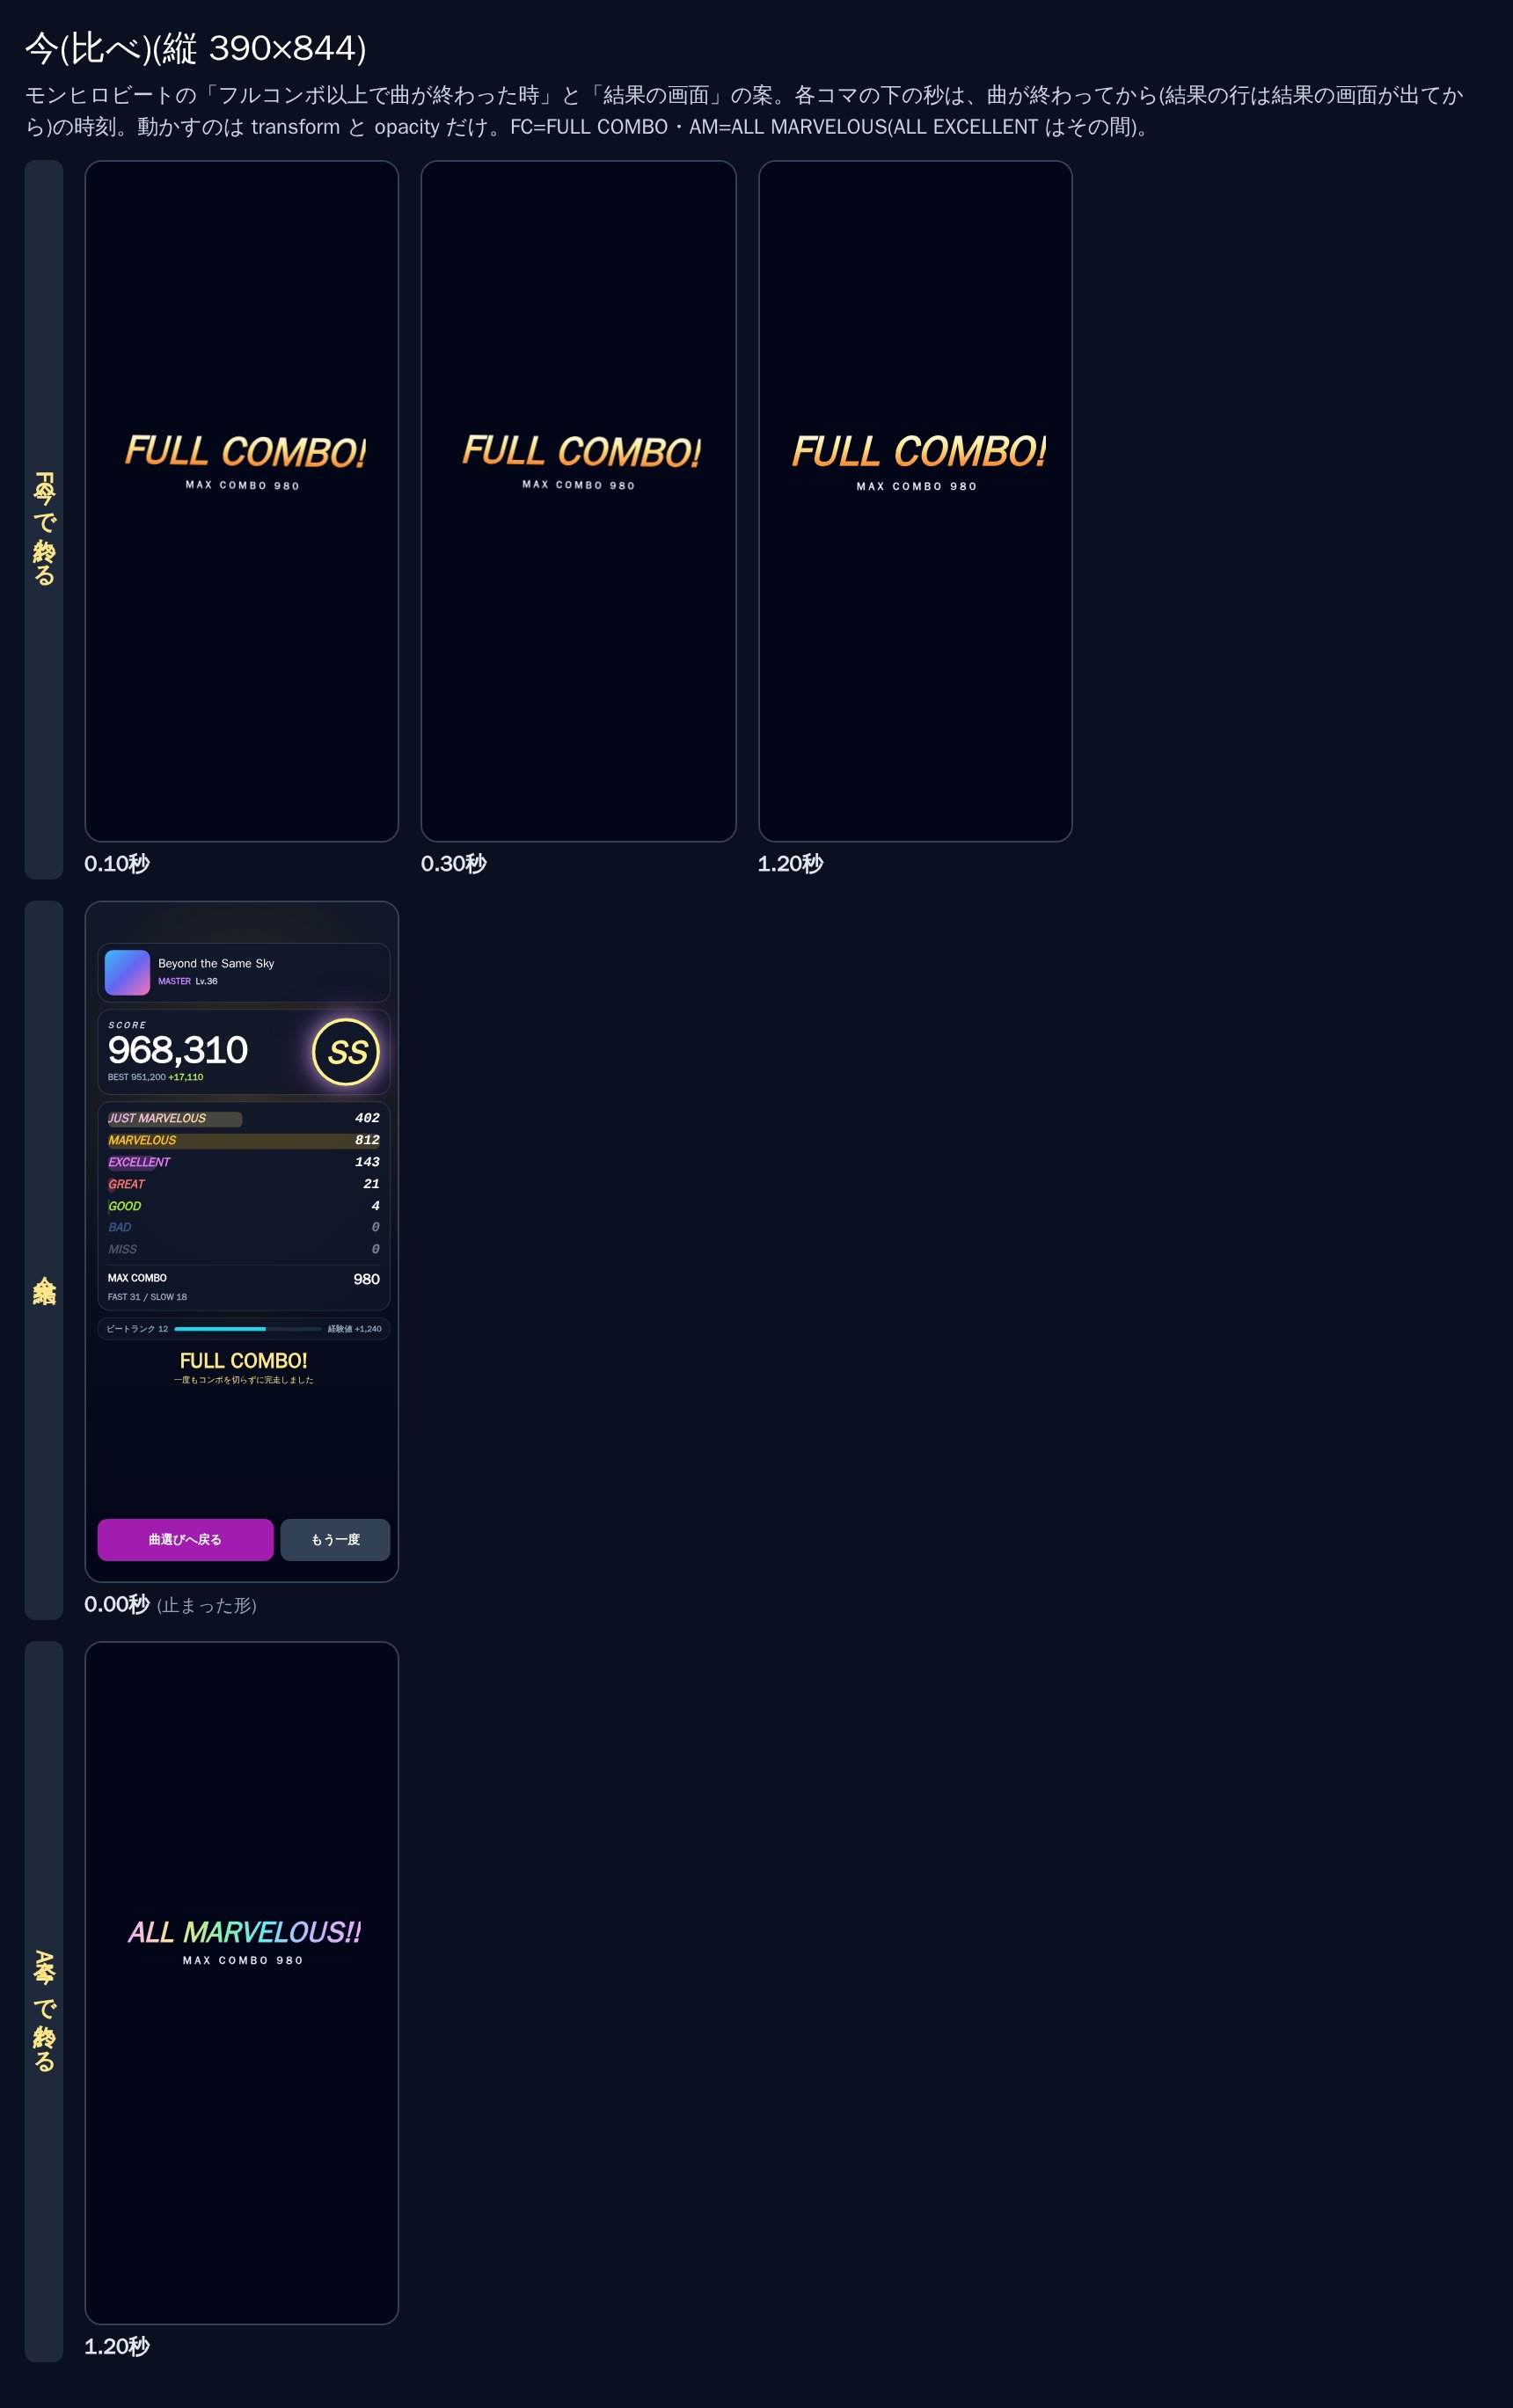 今(比べ)(縦 390×844)
モンヒロビートの「フルコンボ以上で曲が終わった時」と「結果の画面」の案。各コマの下の秒は、曲が終わってから(結果の行は結果の画面が出てか
ら)の時刻。動かすのは transform と opacity だけ。FC=FULL COMBO・AM=ALL MARVELOUS(ALL EXCELLENT はその間)。
で終わる
FULL COMBO!
MAX COMBO 980
0.10秒
FULL COMBO!
MAX COMBO 980
0.30秒
FULL COMBO!
MAX COMBO 980
1.20秒
Beyond the Same Sky
MASTER Lv.36
SCORE
968,310
SS
BEST 951,200 +17,110
JUST MARVELOUS 402
MARVELOUS 812
EXCELLENT 143
GREAT 21
GOOD 4
BAD 0
MISS 0
MAX COMBO 980
FAST 31 / SLOW 18
ビートランク 12 経験値 +1,240
FULL COMBO!
一度もコンボを切らずに完走しました
曲選びへ戻る もう一度
0.00秒 (止まった形)
で終わる
ALL MARVELOUS!!
MAX COMBO 980
1.20秒